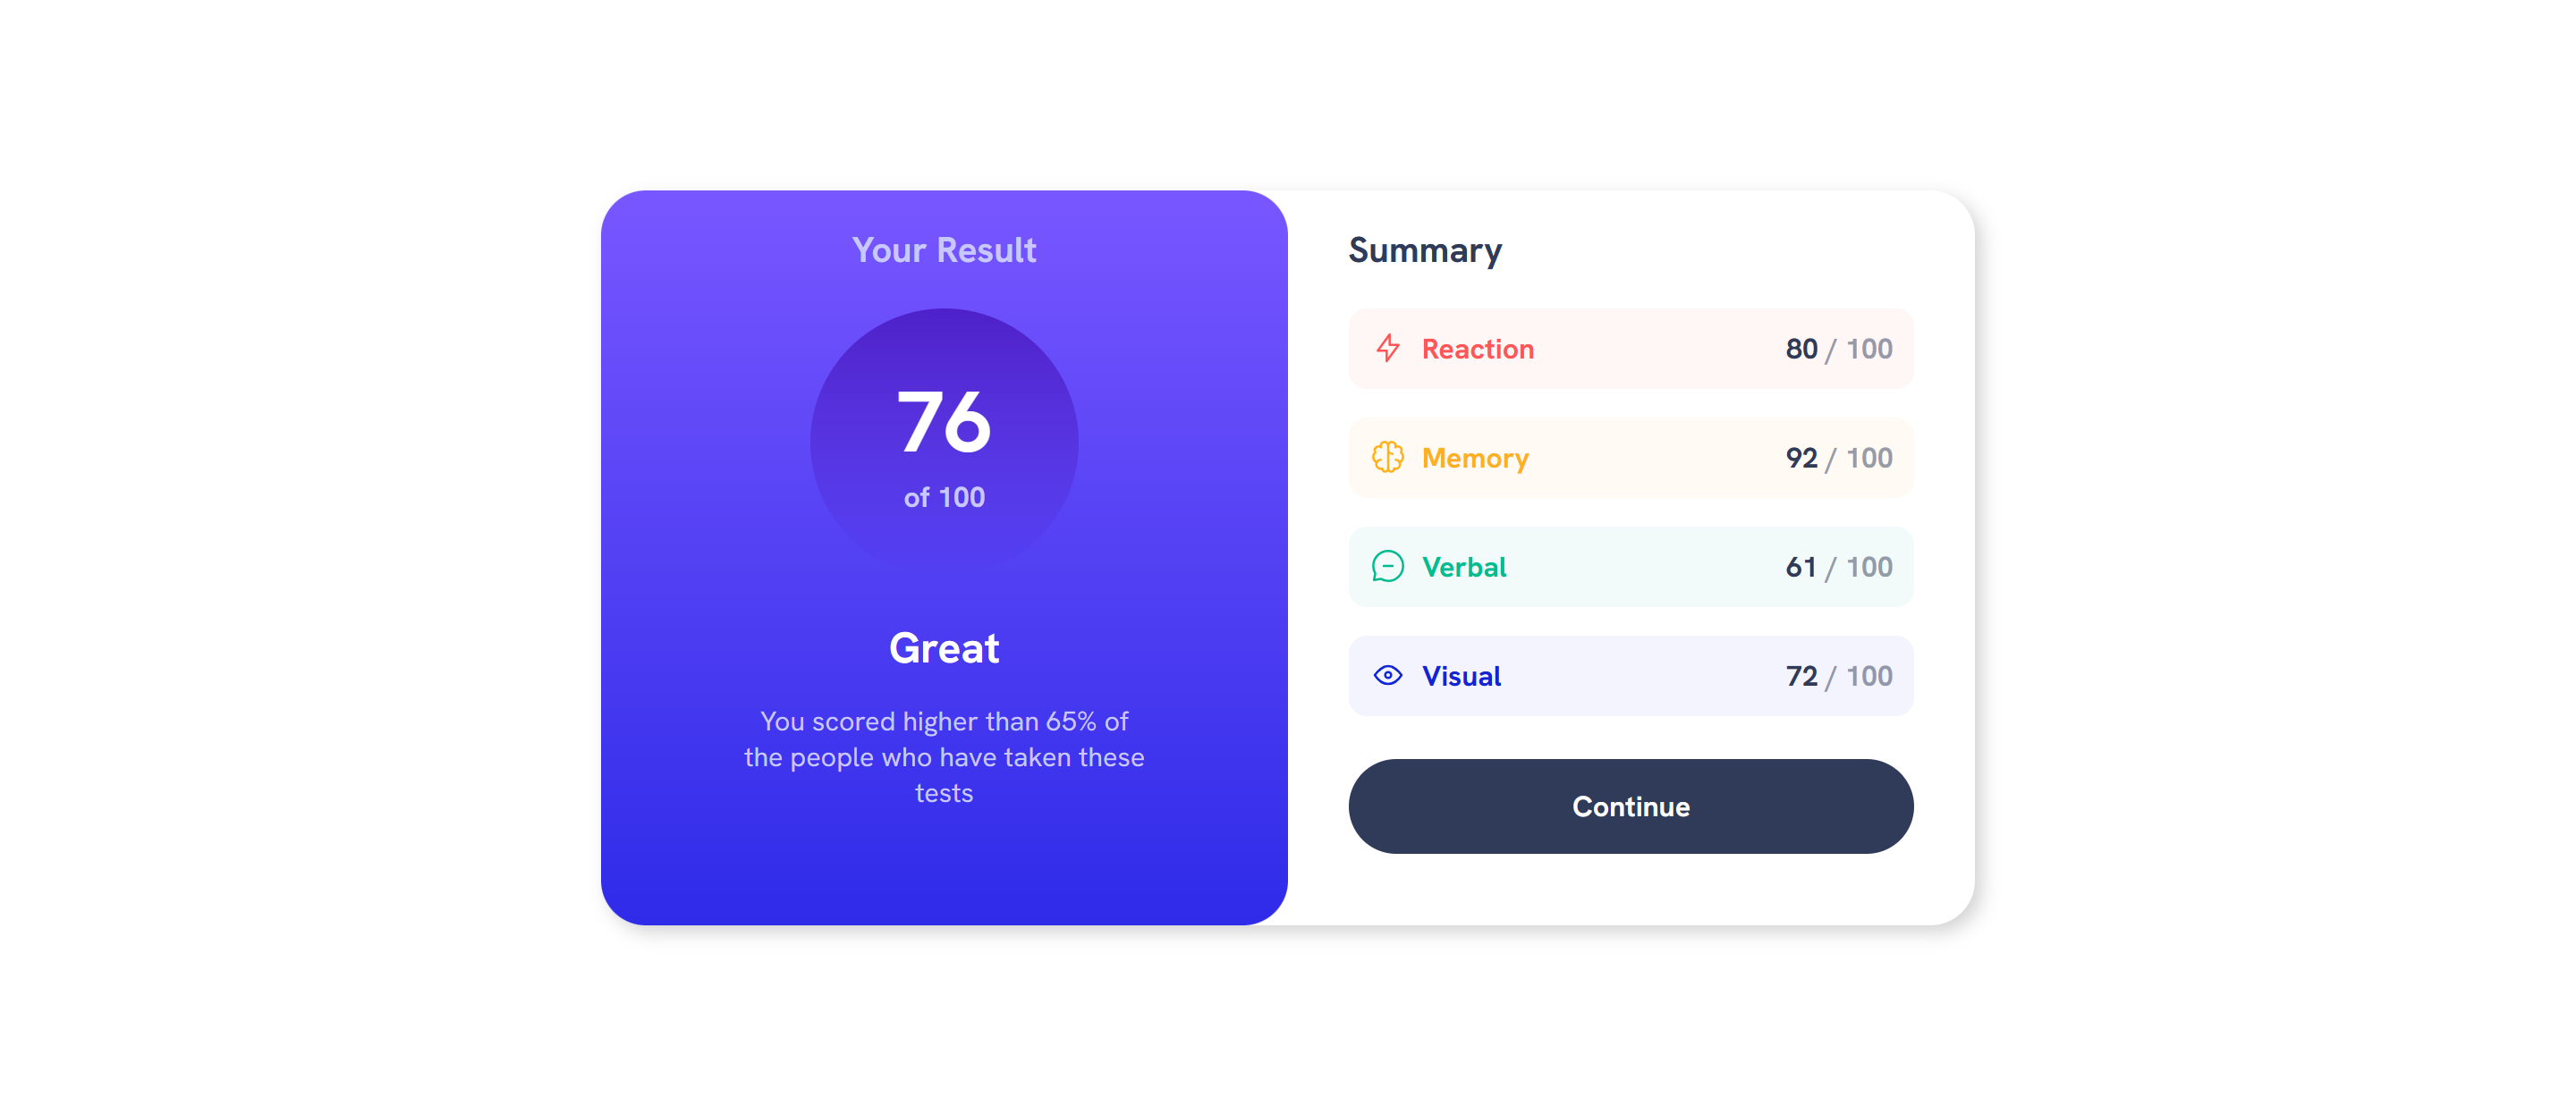 Your Result
76
of 100
Great
You scored higher than 65% of
the people who have taken these
tests
Summary
Reaction 80 / 100
Memory 92 / 100
Verbal 61 / 100
Visual 72 / 100
Continue